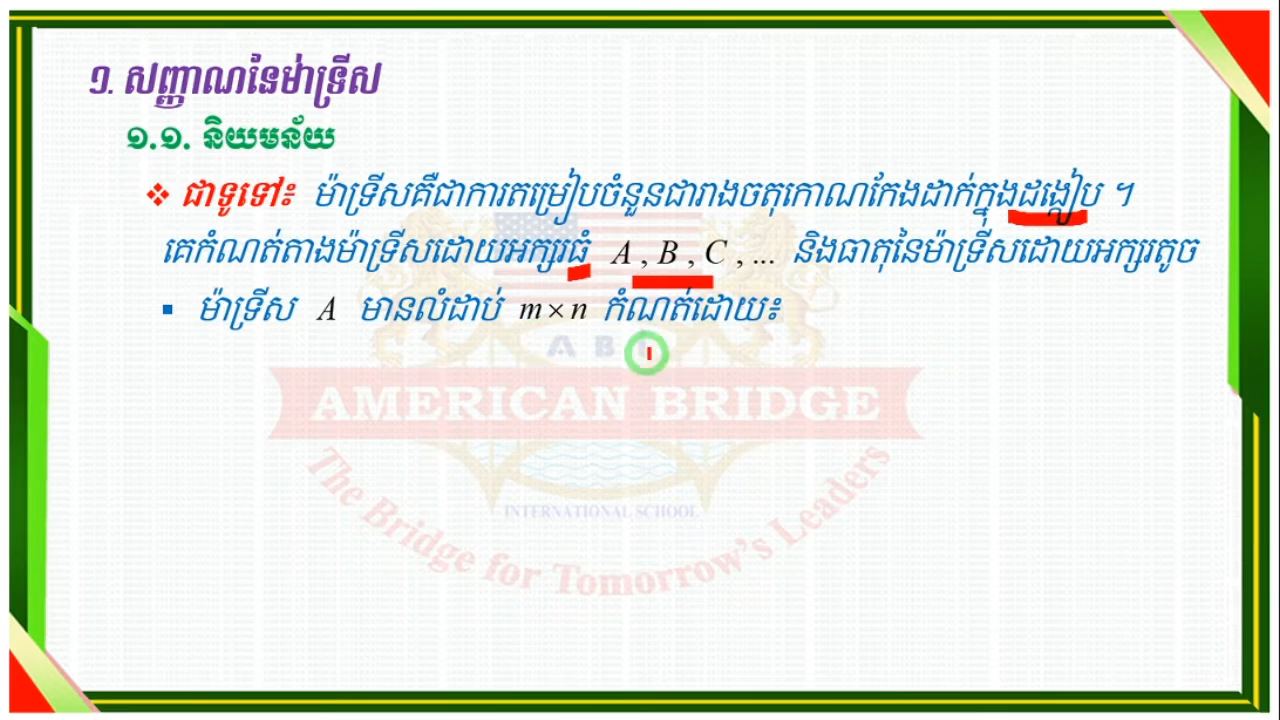 ១. សញ្ញាណនៃម៉ាទ្រីស
១.១. និយមន័យ
❖ ជាទូទៅ៖ ម៉ាទ្រីសគឺជាការតម្រៀបចំនួនជារាងចតុកោណកែងដាក់ក្នុងដង្កៀប ។
គេកំណត់តាងម៉ាទ្រីសដោយអក្សរធំ A , B , C , ... និងធាតុនៃម៉ាទ្រីសដោយអក្សរតូច
▪ ម៉ាទ្រីស A មានលំដាប់ m × n កំណត់ដោយ៖
A B I
AMERICAN BRIDGE
INTERNATIONAL SCHOOL
The Bridge for Tomorrow's Leaders